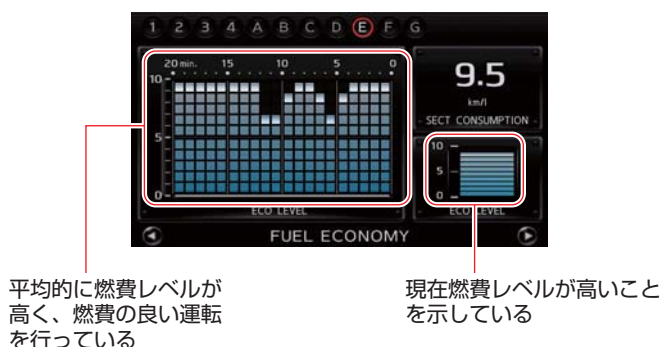 1 2 3 4 A B C D E F G
20 min. 15 10 5 0
10
5
0
ECO LEVEL
9.5
km/l
SECT CONSUMPTION
10
5
0
ECO LEVEL
FUEL ECONOMY
平均的に燃費レベルが
高く、燃費の良い運転
を行っている
現在燃費レベルが高いこと
を示している